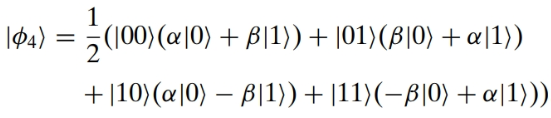 |ϕ₄⟩ = 1/2 (|00⟩(α|0⟩ + β|1⟩) + |01⟩(β|0⟩ + α|1⟩)
+ |10⟩(α|0⟩ − β|1⟩) + |11⟩(−β|0⟩ + α|1⟩))